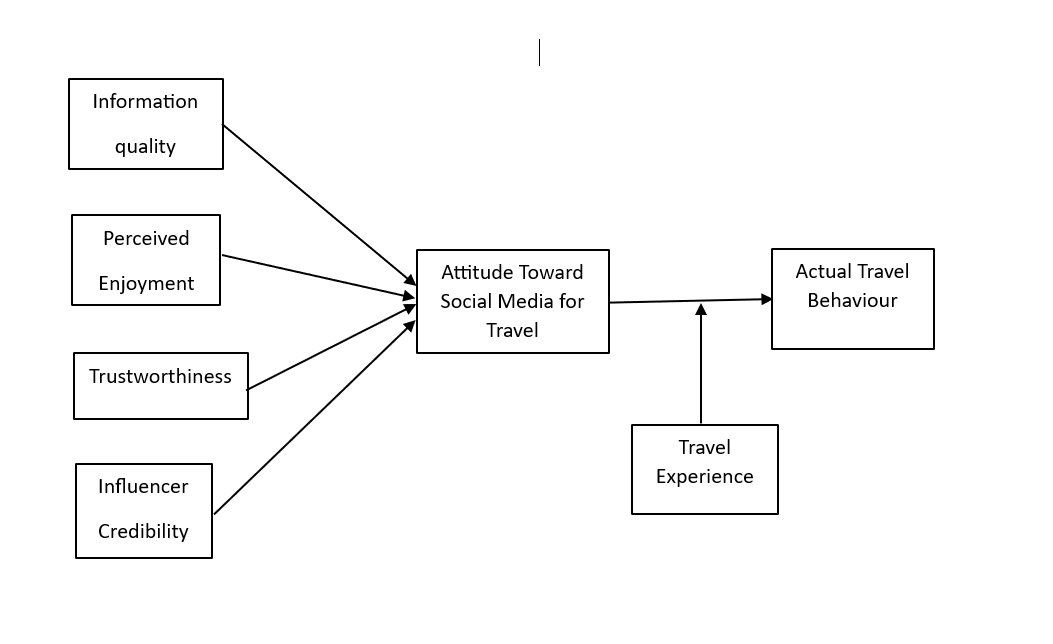 Information
quality
Perceived
Enjoyment
Trustworthiness
Influencer
Credibility
Attitude Toward
Social Media for
Travel
Actual Travel
Behaviour
Travel
Experience